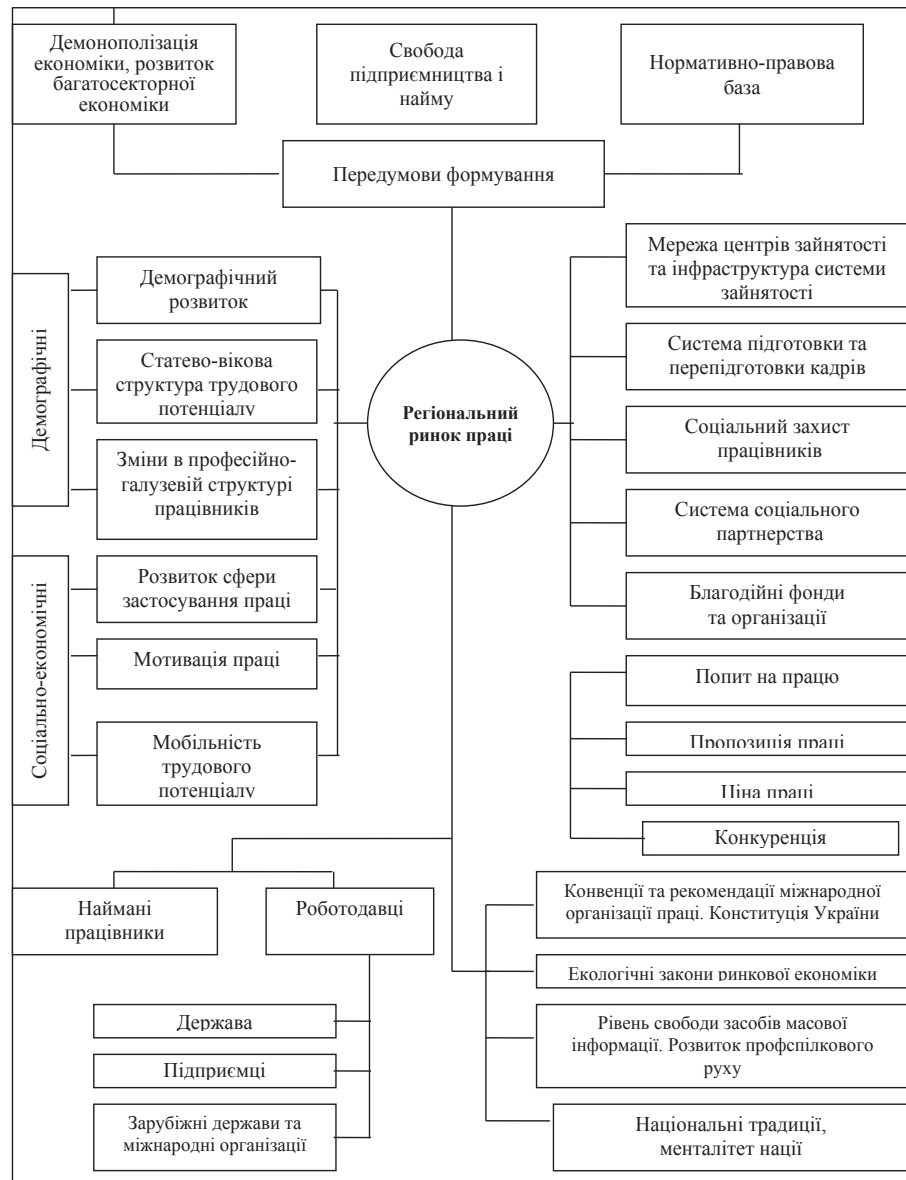 Демонополізація
економіки, розвиток
багатосекторної
економіки
Свобода
підприємництва і
найму
Нормативно-правова
база
Передумови формування
Демографічні
Демографічний
розвиток
Статево-вікова
структура трудового
потенціалу
Зміни в професійно-
галузевій структурі
працівників
Соціально-економічні
Розвиток сфери
застосування праці
Мотивація праці
Мобільність
трудового
потенціалу
Регіональний
ринок праці
Мережа центрів зайнятості
та інфраструктура системи
зайнятості
Система підготовки та
перепідготовки кадрів
Соціальний захист
працівників
Система соціального
партнерства
Благодійні фонди
та організації
Попит на працю
Пропозиція праці
Ціна праці
Конкуренція
Наймані
працівники
Роботодавці
Держава
Підприємці
Зарубіжні держави та
міжнародні організації
Конвенції та рекомендації міжнародної
організації праці. Конституція України
Екологічні закони ринкової економіки
Рівень свободи засобів масової
інформації. Розвиток профспілкового
руху
Національні традиції,
менталітет нації